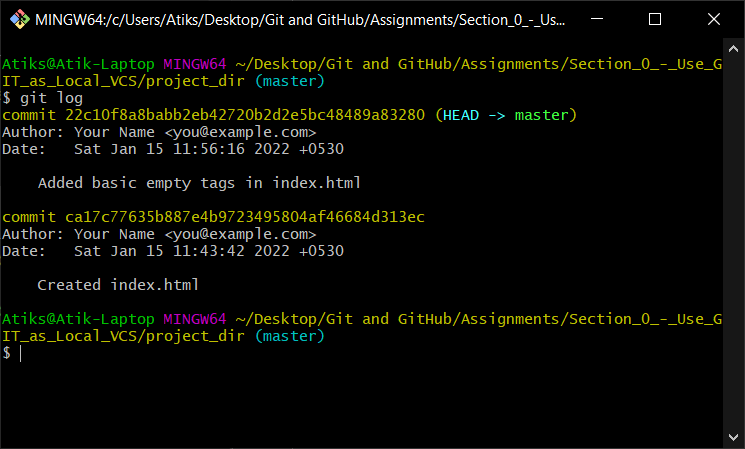 MINGW64:/c/Users/Atiks/Desktop/Git and GitHub/Assignments/Section_0_-_Us...
Atiks@Atik-Laptop MINGW64 ~/Desktop/Git and GitHub/Assignments/Section_0_-_Use_G
IT_as_Local_VCS/project_dir (master)
$ git log
commit 22c10f8a8babb2eb42720b2d2e5bc48489a83280 (HEAD -> master)
Author: Your Name <you@example.com>
Date:   Sat Jan 15 11:56:16 2022 +0530
    Added basic empty tags in index.html
commit ca17c77635b887e4b9723495804af46684d313ec
Author: Your Name <you@example.com>
Date:   Sat Jan 15 11:43:42 2022 +0530
    Created index.html
Atiks@Atik-Laptop MINGW64 ~/Desktop/Git and GitHub/Assignments/Section_0_-_Use_G
IT_as_Local_VCS/project_dir (master)
$